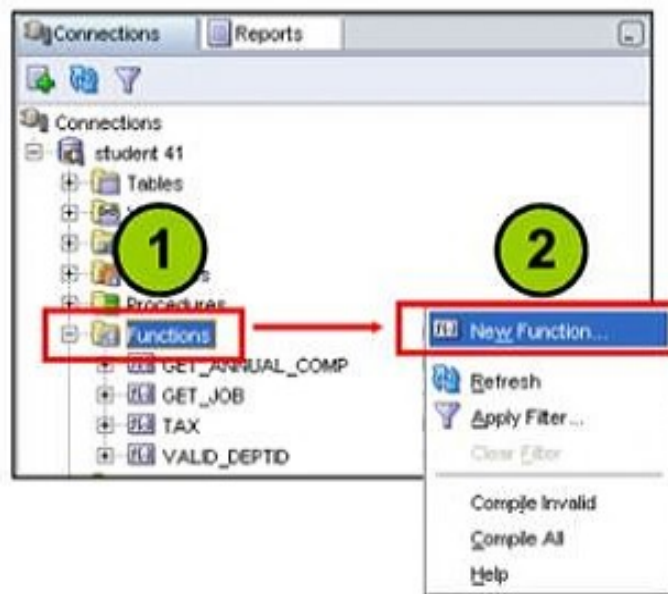 Connections Reports
Connections
student 41
Tables
1
Procedures
Functions
GET_ANNUAL_COMP
GET_JOB
TAX
VALID_DEPTID
2
New Function...
Refresh
Apply Filter...
Clear Filter
Compile Invalid
Compile All
Help